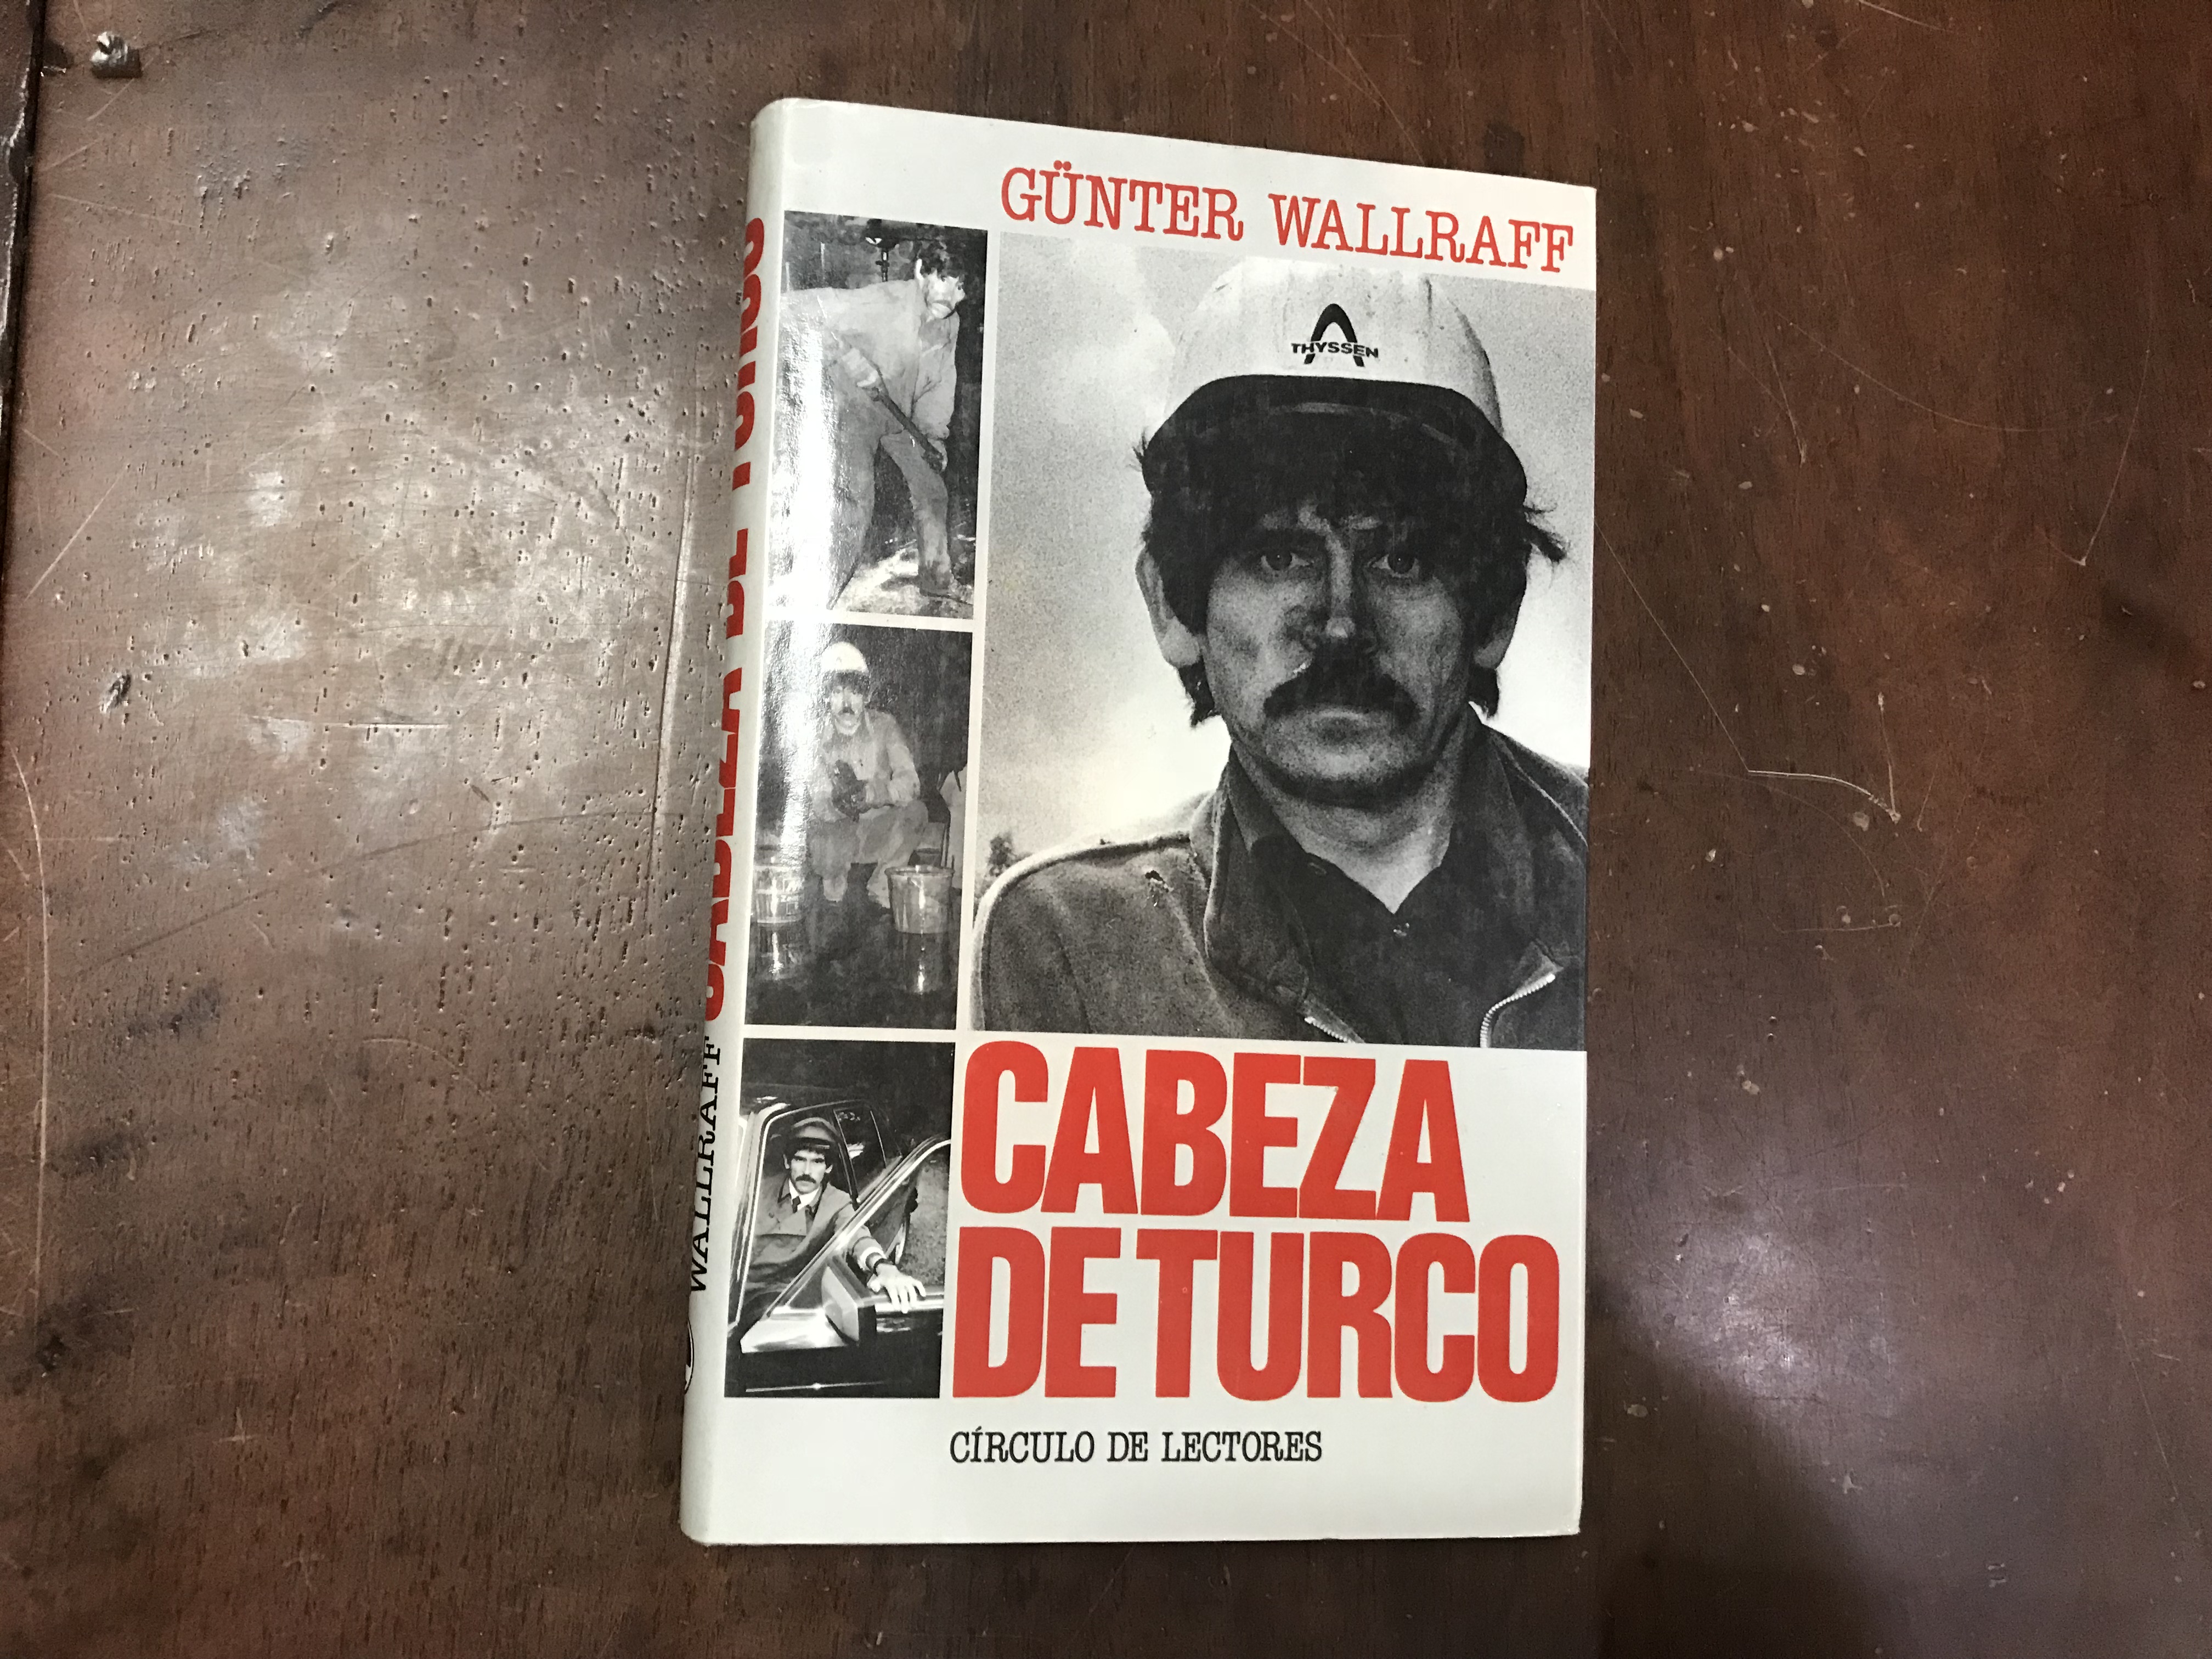 GÜNTER WALLRAFF
THYSSEN
CABEZA
DE TURCO
CÍRCULO DE LECTORES
WALLRAFF CABEZA DE TURCO